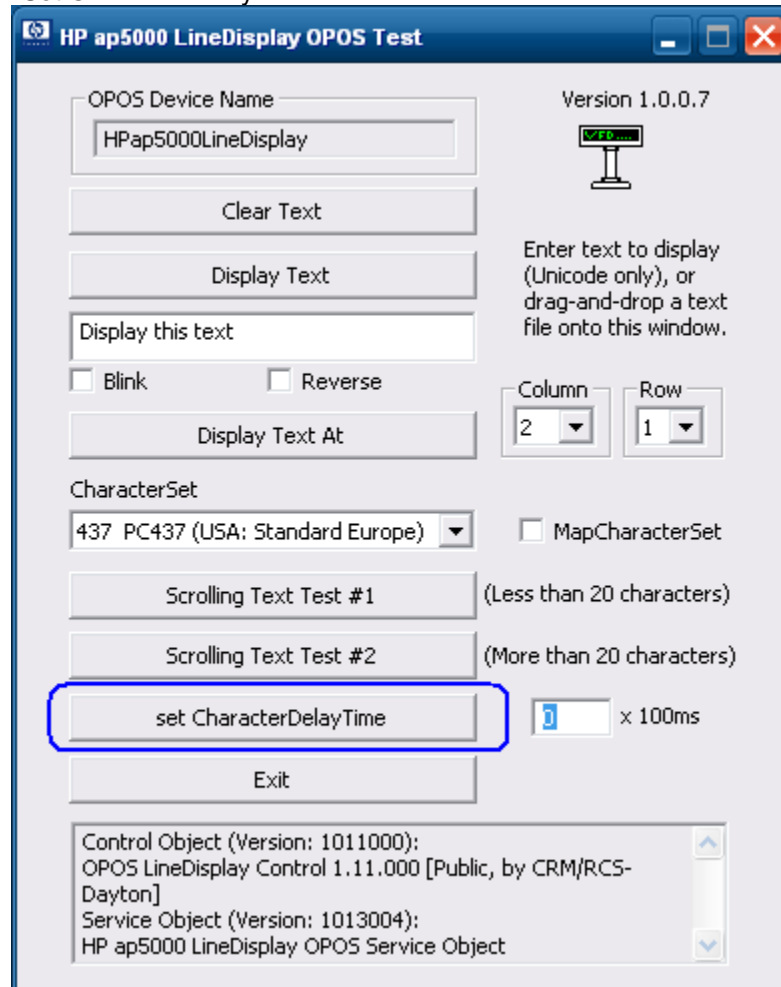 HP ap5000 LineDisplay OPOS Test
OPOS Device Name
Version 1.0.0.7
HPap5000LineDisplay
Clear Text
Display Text
Enter text to display
(Unicode only), or
drag-and-drop a text
file onto this window.
Display this text
Blink
Reverse
Column
Row
2
1
Display Text At
CharacterSet
437 PC437 (USA: Standard Europe)
MapCharacterSet
Scrolling Text Test #1
(Less than 20 characters)
Scrolling Text Test #2
(More than 20 characters)
set CharacterDelayTime
0
x 100ms
Exit
Control Object (Version: 1011000):
OPOS LineDisplay Control 1.11.000 [Public, by CRM/RCS-
Dayton]
Service Object (Version: 1013004):
HP ap5000 LineDisplay OPOS Service Object